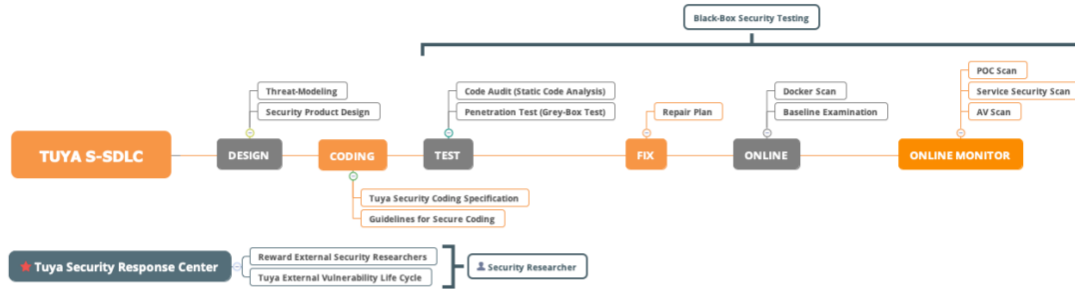 Black-Box Security Testing
POC Scan
Threat-Modeling
Code Audit (Static Code Analysis)
Docker Scan
Service Security Scan
Security Product Design
Penetration Test (Grey-Box Test)
Repair Plan
Baseline Examination
AV Scan
TUYA S-SDLC
DESIGN
CODING
TEST
FIX
ONLINE
ONLINE MONITOR
Tuya Security Coding Specification
Guidelines for Secure Coding
Tuya Security Response Center
Reward External Security Researchers
Tuya External Vulnerability Life Cycle
Security Researcher